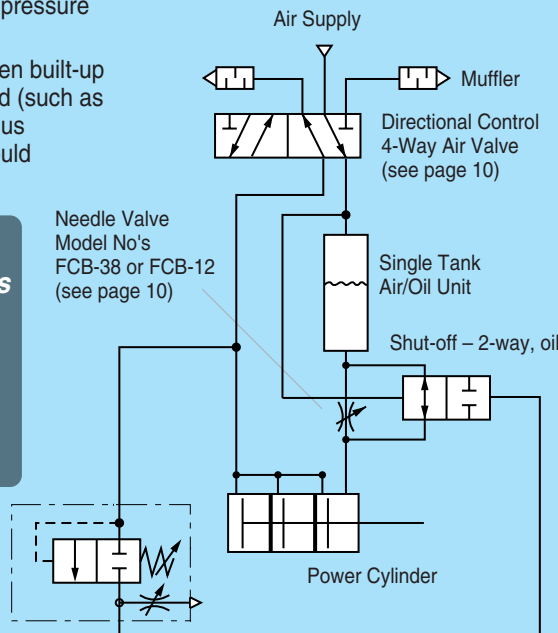 pressure
en built-up
d (such as
us
uld
s
Air Supply
Muffler
Directional Control
4-Way Air Valve
(see page 10)
Needle Valve
Model No's
FCB-38 or FCB-12
(see page 10)
Single Tank
Air/Oil Unit
Shut-off – 2-way, oil
Power Cylinder